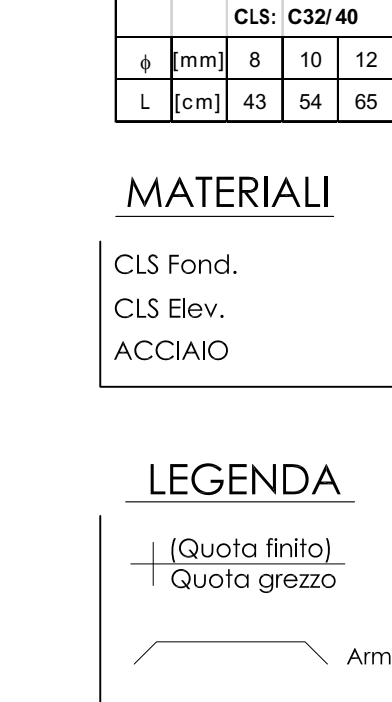 CLS: C32/40
ϕ [mm] 8 10 12
L [cm] 43 54 65
MATERIALI
CLS Fond.
CLS Elev.
ACCIAIO
LEGENDA
(Quota finito)
Quota grezzo
Arm